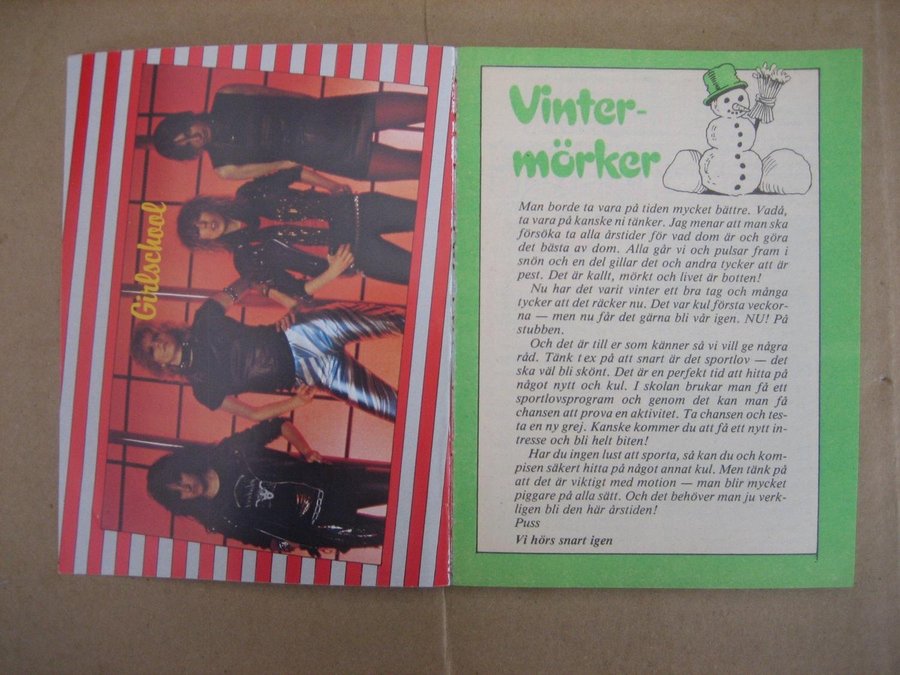 Girlschool
Vinter-
mörker
Man borde ta vara på tiden mycket bättre. Vadå,
ta vara på kanske ni tänker. Jag menar att man ska
försöka ta alla årstider för vad dom är och göra
det bästa av dom. Alla går vi och pulsar fram i
snön och en del gillar det och andra tycker att är
pest. Det är kallt, mörkt och livet är botten!
Nu har det varit vinter ett bra tag och många
tycker att det räcker nu. Det var kul första veckor-
na — men nu får det gärna bli vår igen. NU! På
stubben.
Och det är till er som känner så vi vill ge några
råd. Tänk t ex på att snart är det sportlov — det
ska väl bli skönt. Det är en perfekt tid att hitta på
något nytt och kul. I skolan brukar man få ett
sportlovsprogram och genom det kan man få
chansen att prova en aktivitet. Ta chansen och tes-
ta en ny grej. Kanske kommer du att få ett nytt in-
tresse och bli helt biten!
Har du ingen lust att sporta, så kan du och kom-
pisen säkert hitta på något annat kul. Men tänk på
att det är viktigt med motion — man blir mycket
piggare på alla sätt. Och det behöver man ju verk-
ligen bli den här årstiden!
Puss
Vi hörs snart igen